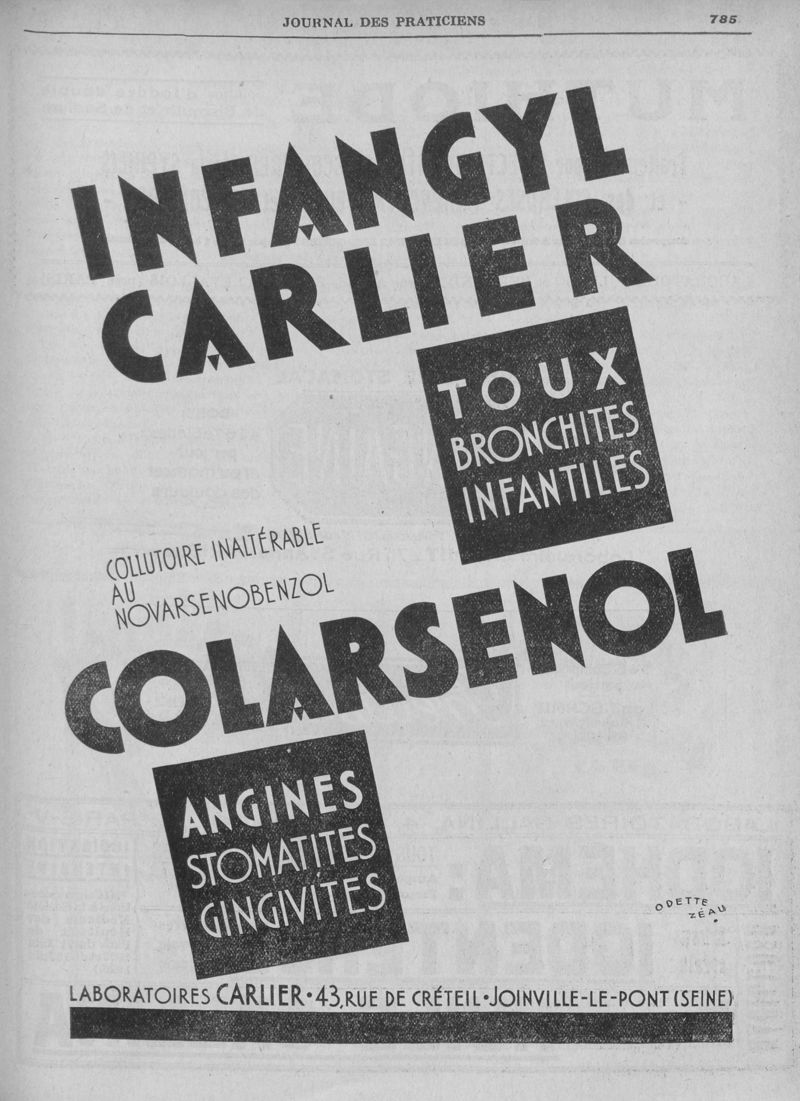 JOURNAL DES PRATICIENS 785
INFANGYL
CARLIER
TOUX
BRONCHITES
INFANTILES
COLLUTOIRE INALTÉRABLE
AU
NOVARSENOBENZOL
COLARSENOL
ANGINES
STOMATITES
GINGIVITES
ODETTE
ZÉAU
LABORATOIRES CARLIER • 43, RUE DE CRÉTEIL • JOINVILLE-LE-PONT (SEINE)